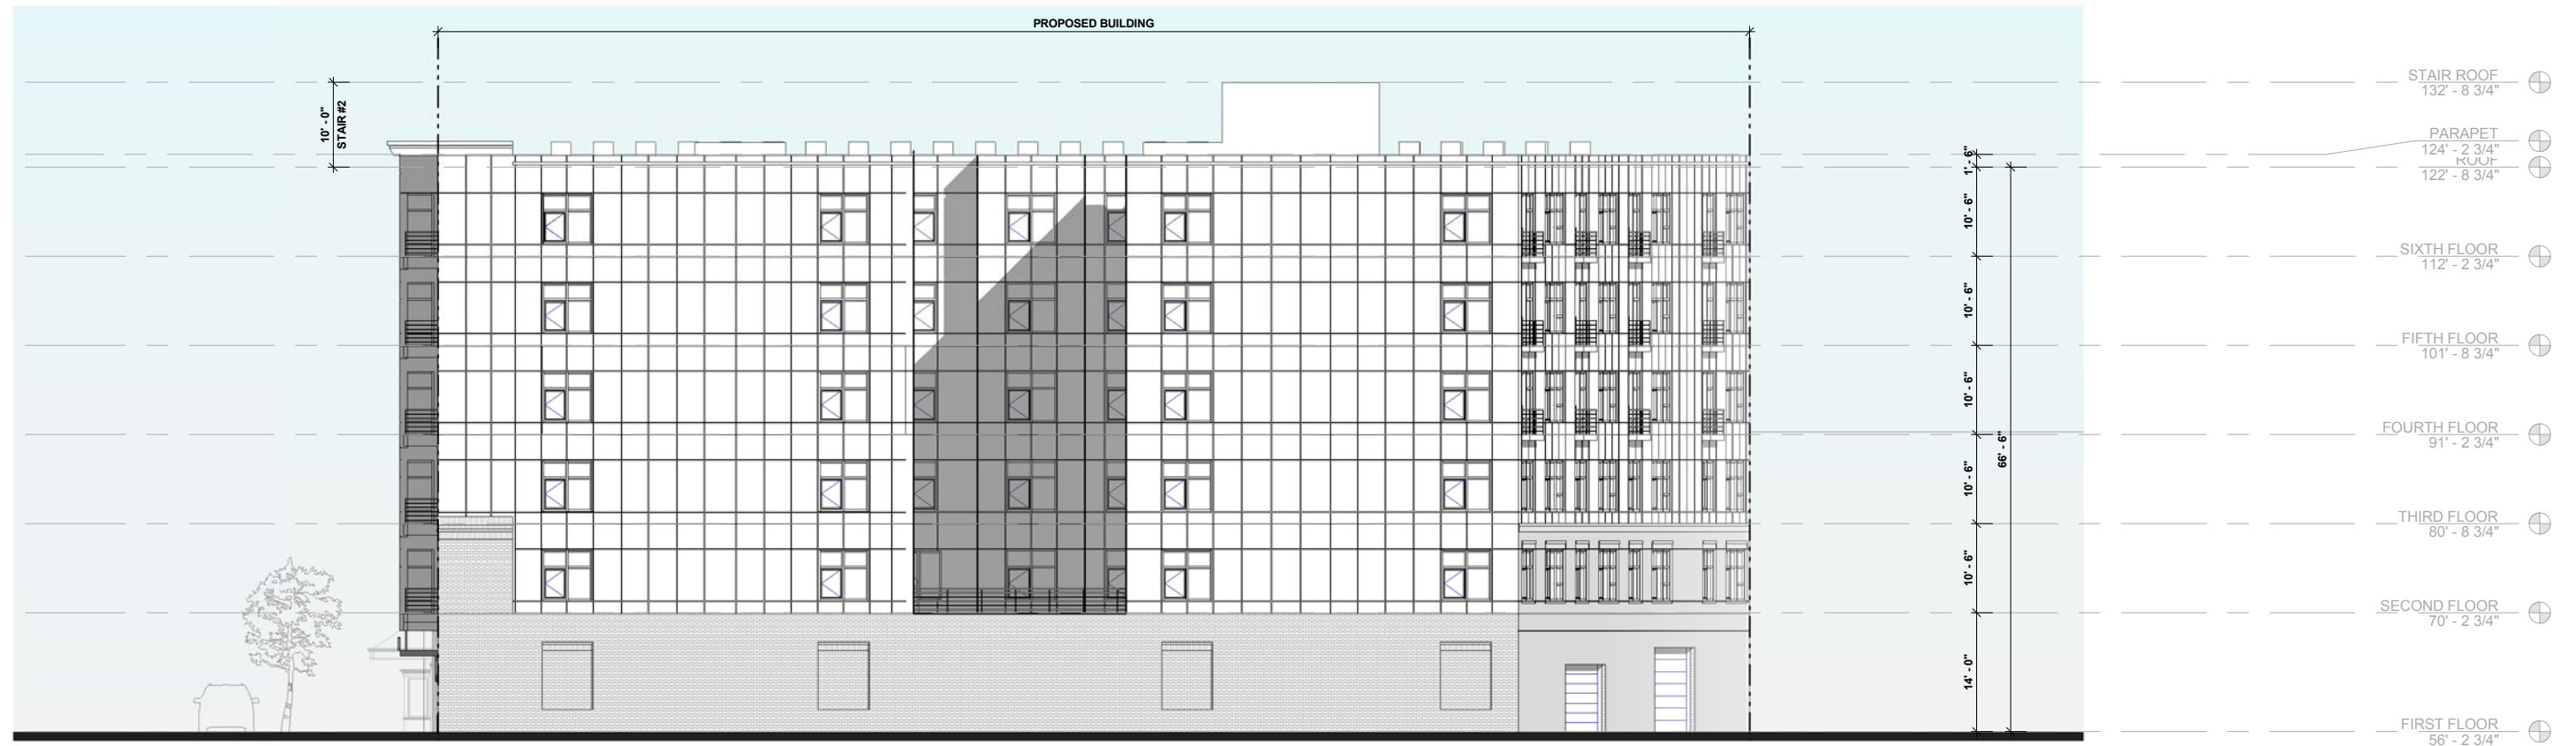 PROPOSED BUILDING
10' - 0"
STAIR #2
STAIR ROOF
132' - 8 3/4"
PARAPET
124' - 2 3/4"
ROOF
122' - 8 3/4"
SIXTH FLOOR
112' - 2 3/4"
FIFTH FLOOR
101' - 8 3/4"
FOURTH FLOOR
91' - 2 3/4"
THIRD FLOOR
80' - 8 3/4"
SECOND FLOOR
70' - 2 3/4"
FIRST FLOOR
56' - 2 3/4"
1' - 6"
10' - 6"
10' - 6"
10' - 6"
10' - 6"
10' - 6"
14' - 0"
66' - 6"